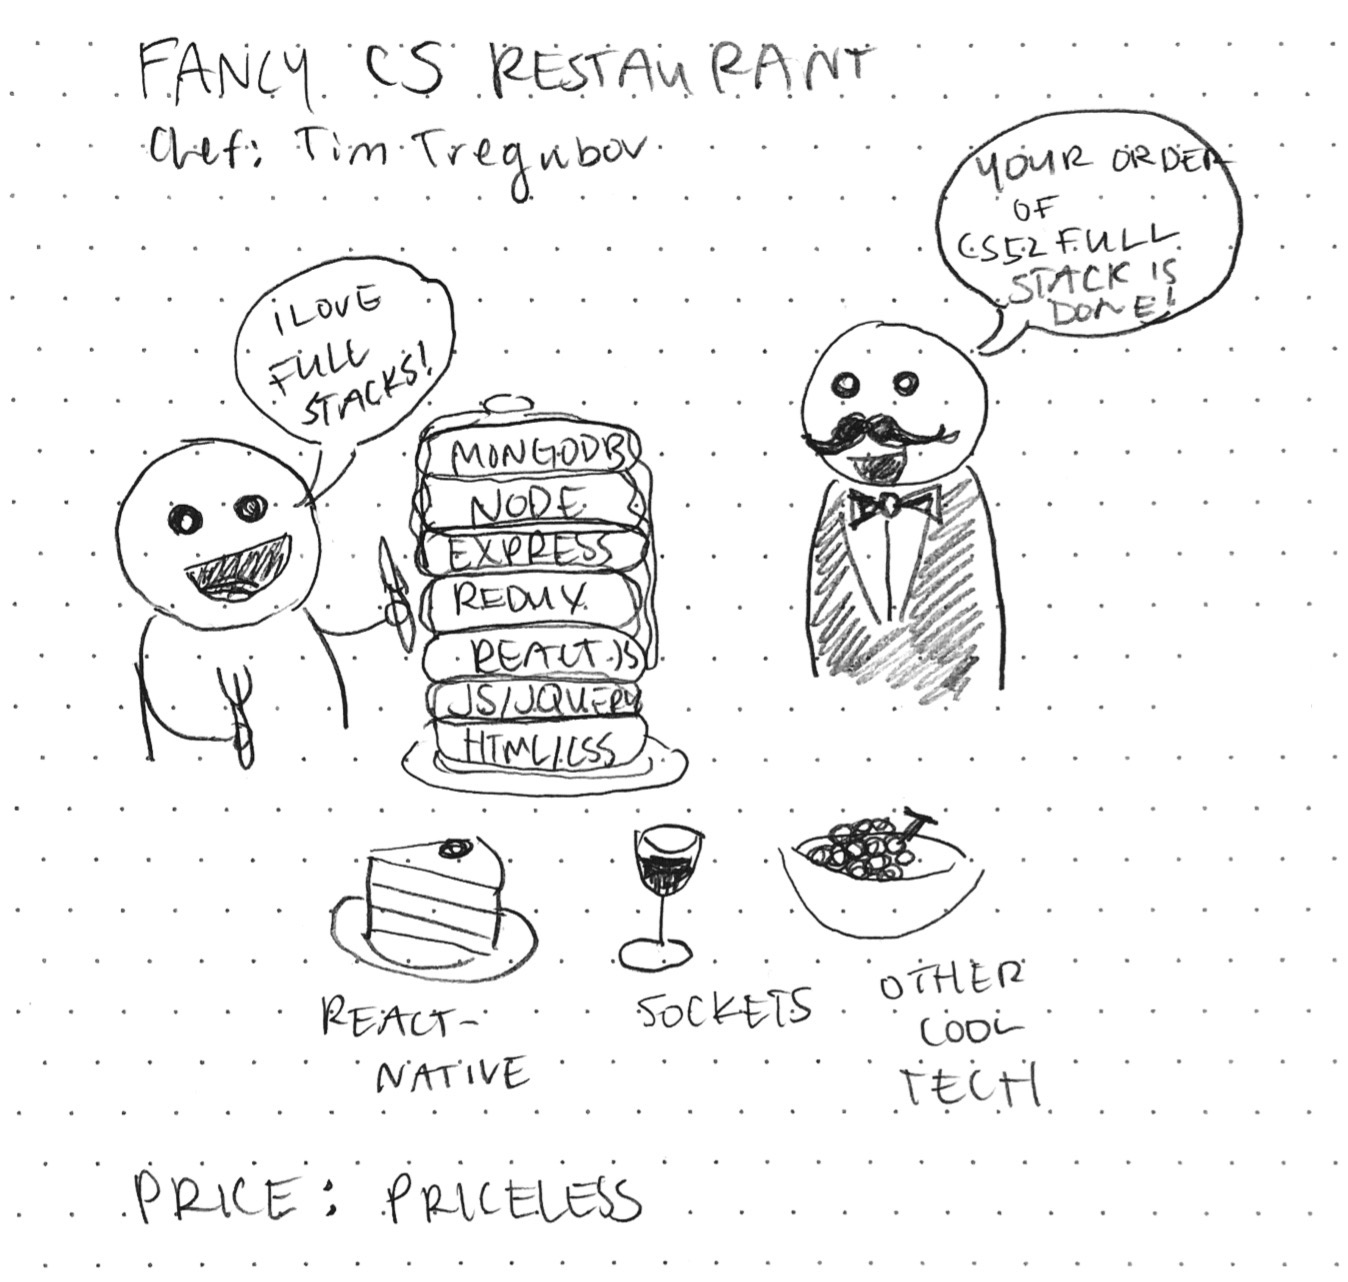 FANCY CS RESTAURANT
Chef: Tim Tregubov
YOUR ORDER
OF
CS52 FULL
STACK IS
DONE!
I LOVE
FULL
STACKS!
MONGODB
NODE
EXPRESS
REDUX
REACT.JS
JS/JQUERY
HTML/CSS
REACT-
NATIVE
SOCKETS
OTHER
COOL
TECH
PRICE: PRICELESS